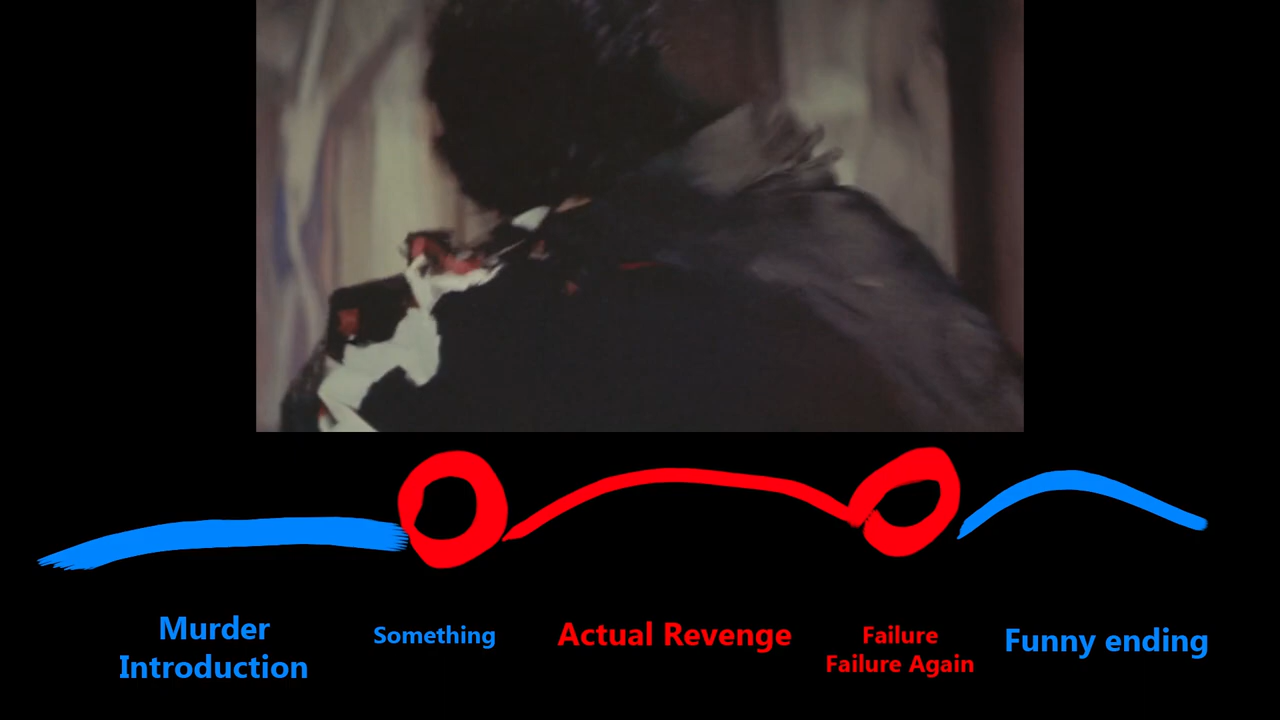 Murder
Introduction
Something
Actual Revenge
Failure
Failure Again
Funny ending